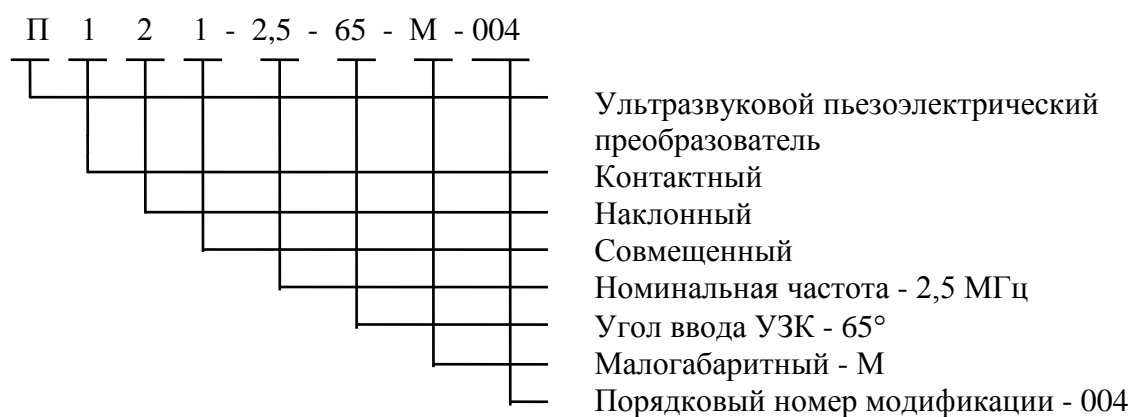 П 1 2 1 - 2,5 - 65 - М - 004
Ультразвуковой пьезоэлектрический
преобразователь
Контактный
Наклонный
Совмещенный
Номинальная частота - 2,5 МГц
Угол ввода УЗК - 65°
Малогабаритный - М
Порядковый номер модификации - 004